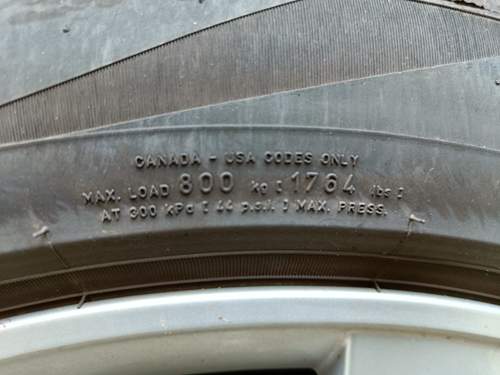 CANADA - USA CODES ONLY
MAX. LOAD 800 kg [ 1764 lbs ]
AT 300 kPa [ 44 p.s.i. ] MAX. PRESS.